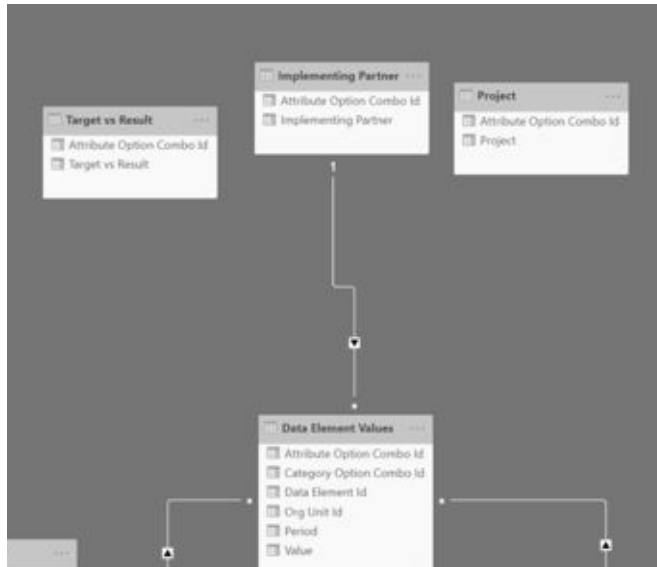 Implementing Partner
Attribute Option Combo Id
Implementing Partner
Project
Attribute Option Combo Id
Project
Target vs Result
Attribute Option Combo Id
Target vs Result
1
*
Data Element Values
Attribute Option Combo Id
Category Option Combo Id
Data Element Id
Org Unit Id
Period
Value
*
*